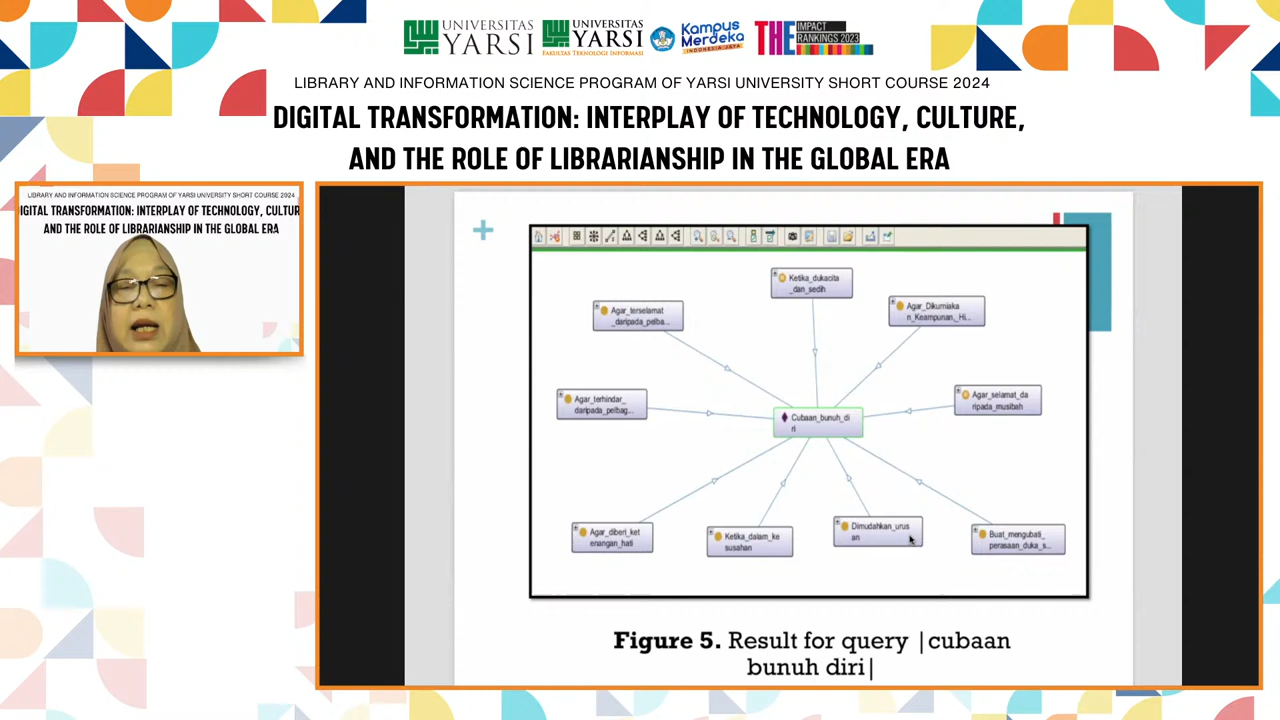 UNIVERSITAS
YARSI
UNIVERSITAS
YARSI
FAKULTAS TEKNOLOGI INFORMASI
Kampus
Merdeka
INDONESIA JAYA
THE
IMPACT
RANKINGS 2023
LIBRARY AND INFORMATION SCIENCE PROGRAM OF YARSI UNIVERSITY SHORT COURSE 2024
DIGITAL TRANSFORMATION: INTERPLAY OF TECHNOLOGY, CULTURE,
AND THE ROLE OF LIBRARIANSHIP IN THE GLOBAL ERA
LIBRARY AND INFORMATION SCIENCE PROGRAM OF YARSI UNIVERSITY SHORT COURSE 2024
IGITAL TRANSFORMATION: INTERPLAY OF TECHNOLOGY, CULTUR
AND THE ROLE OF LIBRARIANSHIP IN THE GLOBAL ERA
Ketika_dukacita
_dan_sedih
Agar_terselamat
_daripada_pelba...
Agar_Dikurniaka
n_Keampunan,_Hi...
Agar_terhindar_
daripada_pelbag...
Agar_selamat_da
ripada_musibah
Cubaan_bunuh_di
ri
Agar_diberi_ket
enangan_hati
Ketika_dalam_ke
susahan
Dimudahkan_urus
an
Buat_mengubati_
perasaan_duka_s...
Figure 5. Result for query |cubaan
bunuh diri|